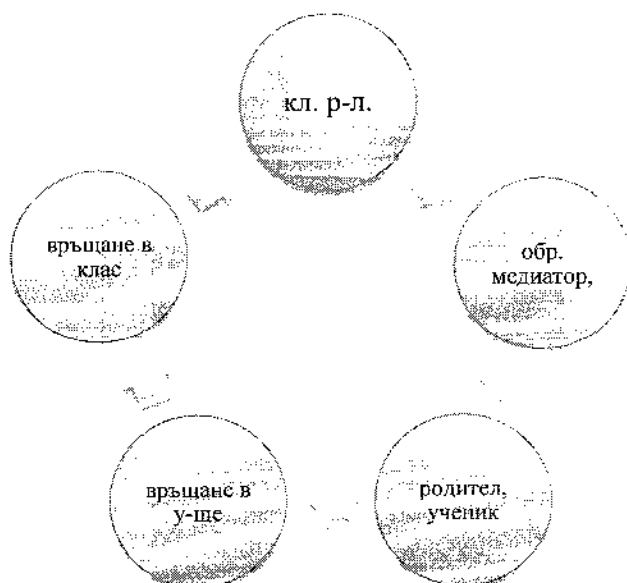 кл. р-л.
обр.
медиатор,
родител,
ученик
връщане в
у-ще
връщане в
клас